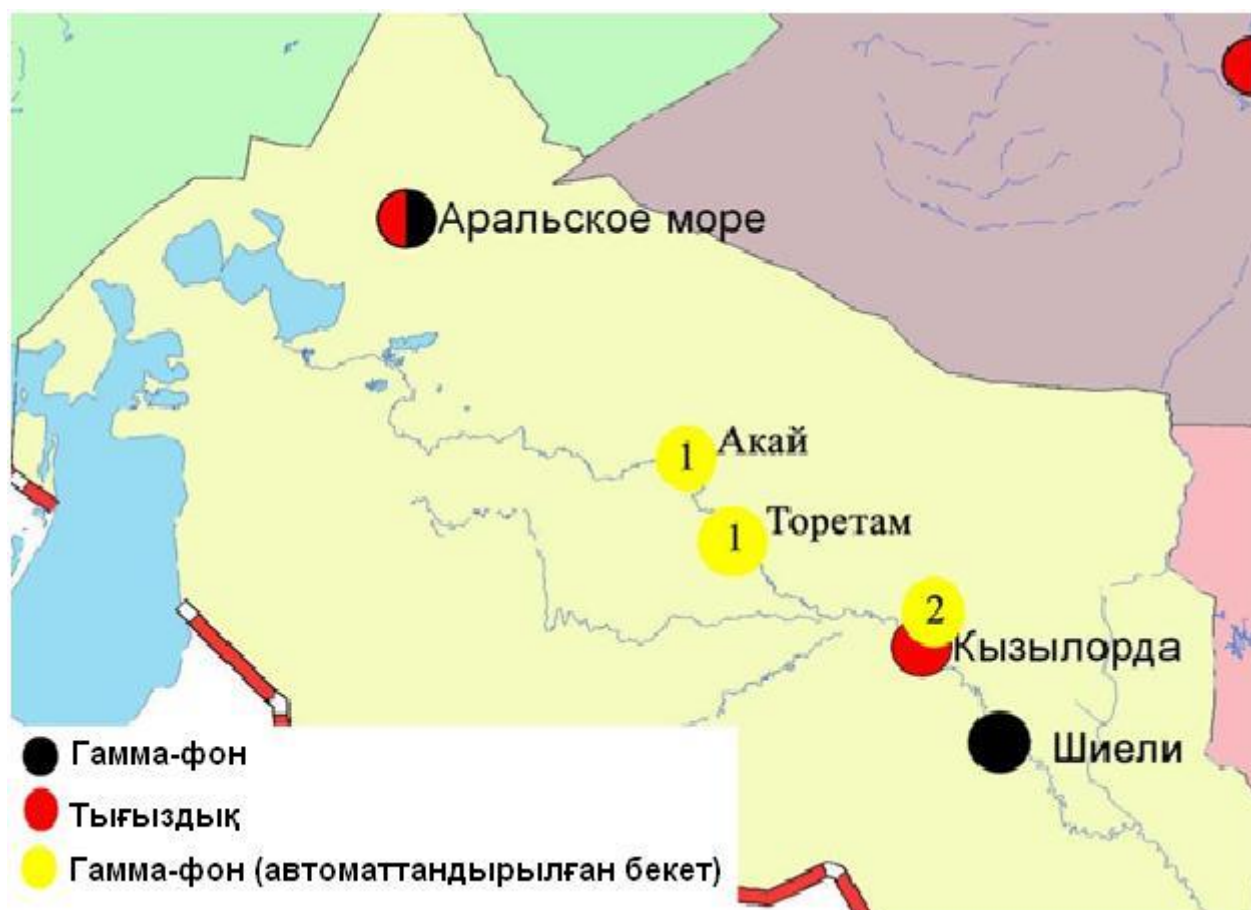 Аральское море
1 Акай
1 Торетам
2
Кызылорда
Шиели
Гамма-фон
Тығыздық
Гамма-фон (автоматтандырылған бекет)